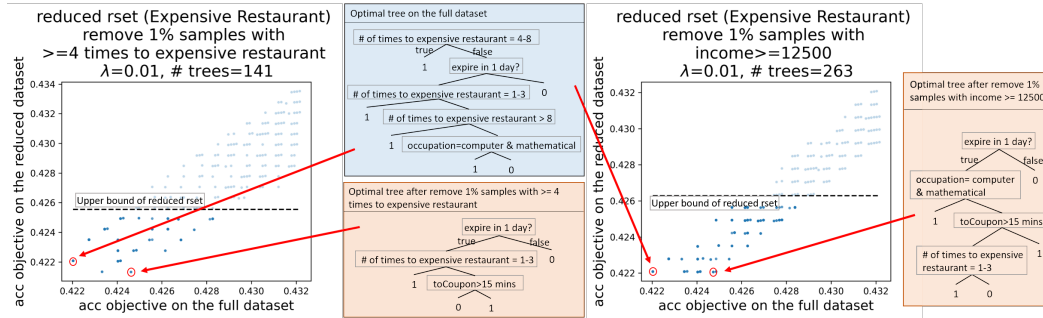 reduced rset (Expensive Restaurant)
remove 1% samples with
>=4 times to expensive restaurant
λ=0.01, # trees=141
acc objective on the reduced dataset
0.434
0.432
0.430
0.428
0.426
0.424
0.422
Upper bound of reduced rset
0.422
0.424
0.426
0.428
0.430
0.432
acc objective on the full dataset
Optimal tree on the full dataset
# of times to expensive restaurant = 4-8
true
false
1
expire in 1 day?
# of times to expensive restaurant = 1-3
0
1
# of times to expensive restaurant > 8
1
occupation=computer & mathematical
1
0
Optimal tree after remove 1% samples with >= 4
times to expensive restaurant
expire in 1 day?
true
false
# of times to expensive restaurant = 1-3
0
1
toCoupon>15 mins
0
1
reduced rset (Expensive Restaurant)
remove 1% samples with
income>=12500
λ=0.01, # trees=263
acc objective on the reduced dataset
0.432
0.430
0.428
0.426
0.424
0.422
Upper bound of reduced rset
0.422
0.424
0.426
0.428
0.430
0.432
acc objective on the full dataset
Optimal tree after remove 1%
samples with income >= 12500
expire in 1 day?
true
false
occupation= computer
& mathematical
0
1
toCoupon>15 mins
# of times to expensive
restaurant = 1-3
1
1
0